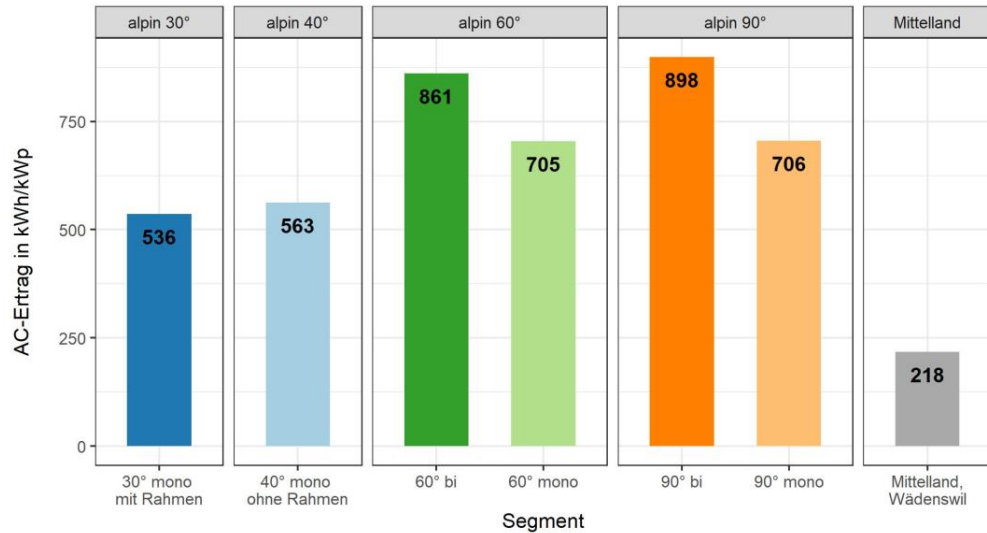 alpin 30°
alpin 40°
alpin 60°
alpin 90°
Mittelland
AC-Ertrag in kWh/kWp
750
500
250
0
536
563
861
705
898
706
218
30° mono
mit Rahmen
40° mono
ohne Rahmen
60° bi
60° mono
90° bi
90° mono
Mittelland,
Wädenswil
Segment